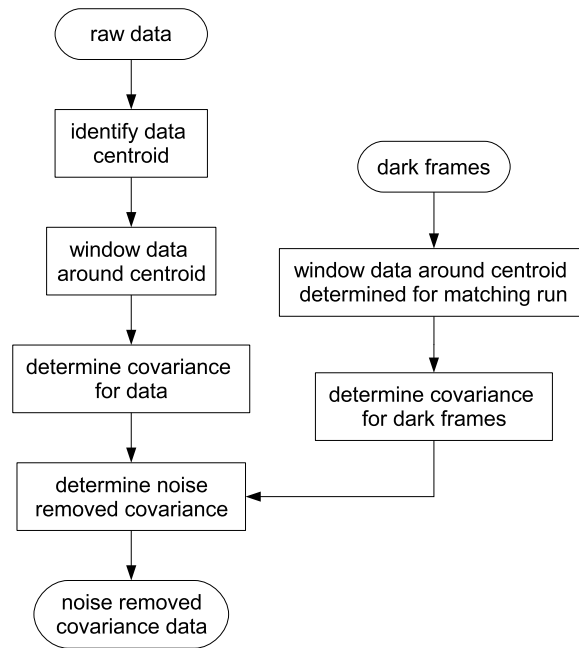 raw data
identify data
centroid
window data
around centroid
determine covariance
for data
determine noise
removed covariance
noise removed
covariance data
dark frames
window data around centroid
determined for matching run
determine covariance
for dark frames